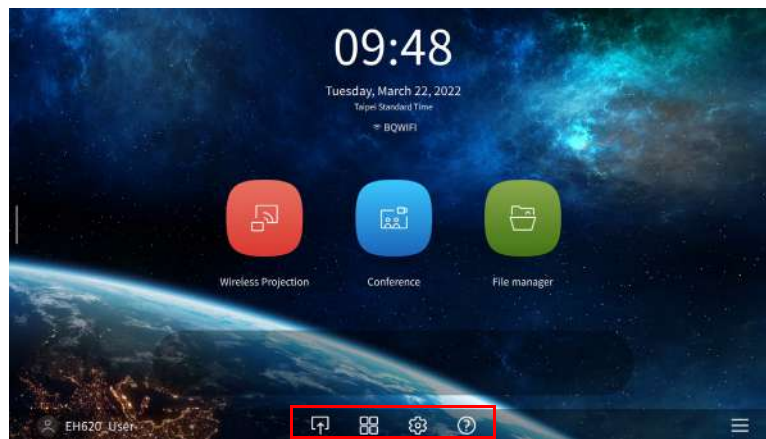 09:48
Tuesday, March 22, 2022
Taipei Standard Time
BQWIFI
Wireless Projection
Conference
File manager
EH620_User